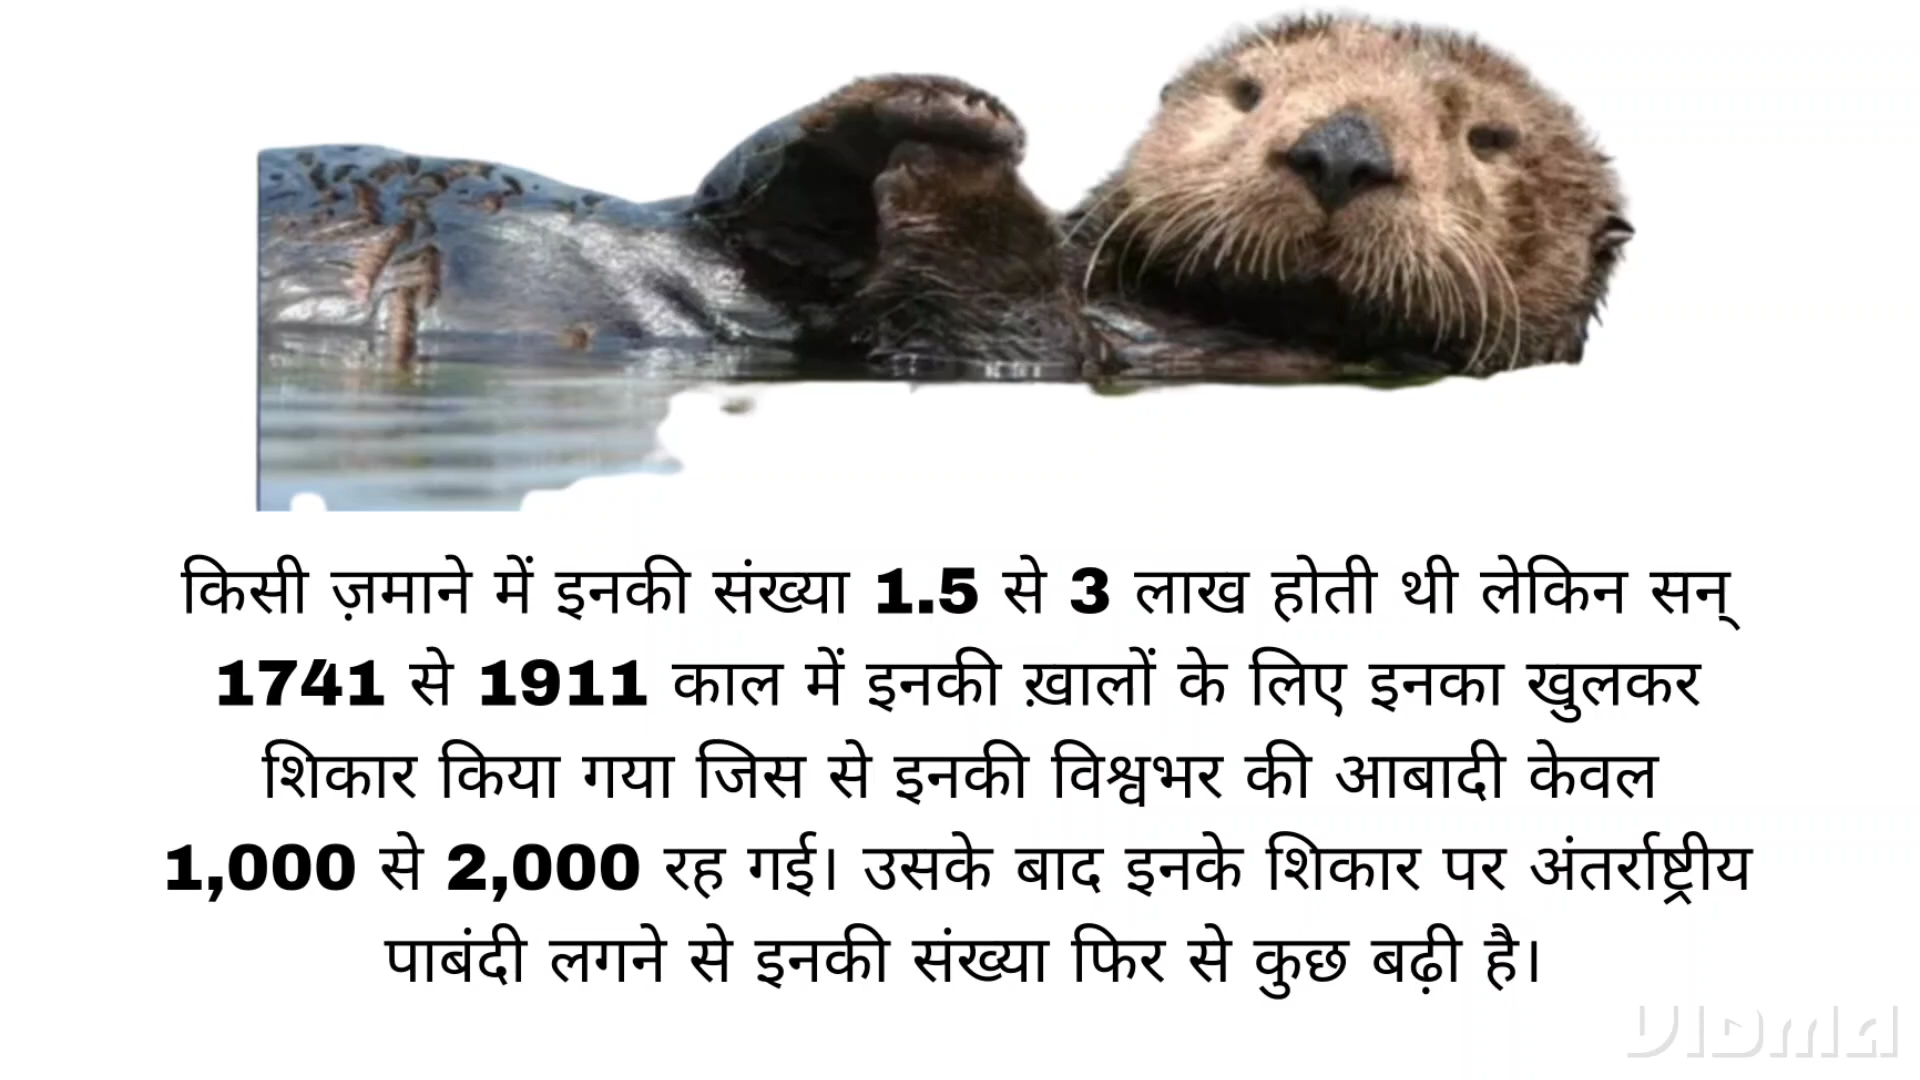 किसी ज़माने में इनकी संख्या 1.5 से 3 लाख होती थी लेकिन सन्
1741 से 1911 काल में इनकी ख़ालों के लिए इनका खुलकर
शिकार किया गया जिस से इनकी विश्वभर की आबादी केवल
1,000 से 2,000 रह गई। उसके बाद इनके शिकार पर अंतर्राष्ट्रीय
पाबंदी लगने से इनकी संख्या फिर से कुछ बढ़ी है।
VIDMA